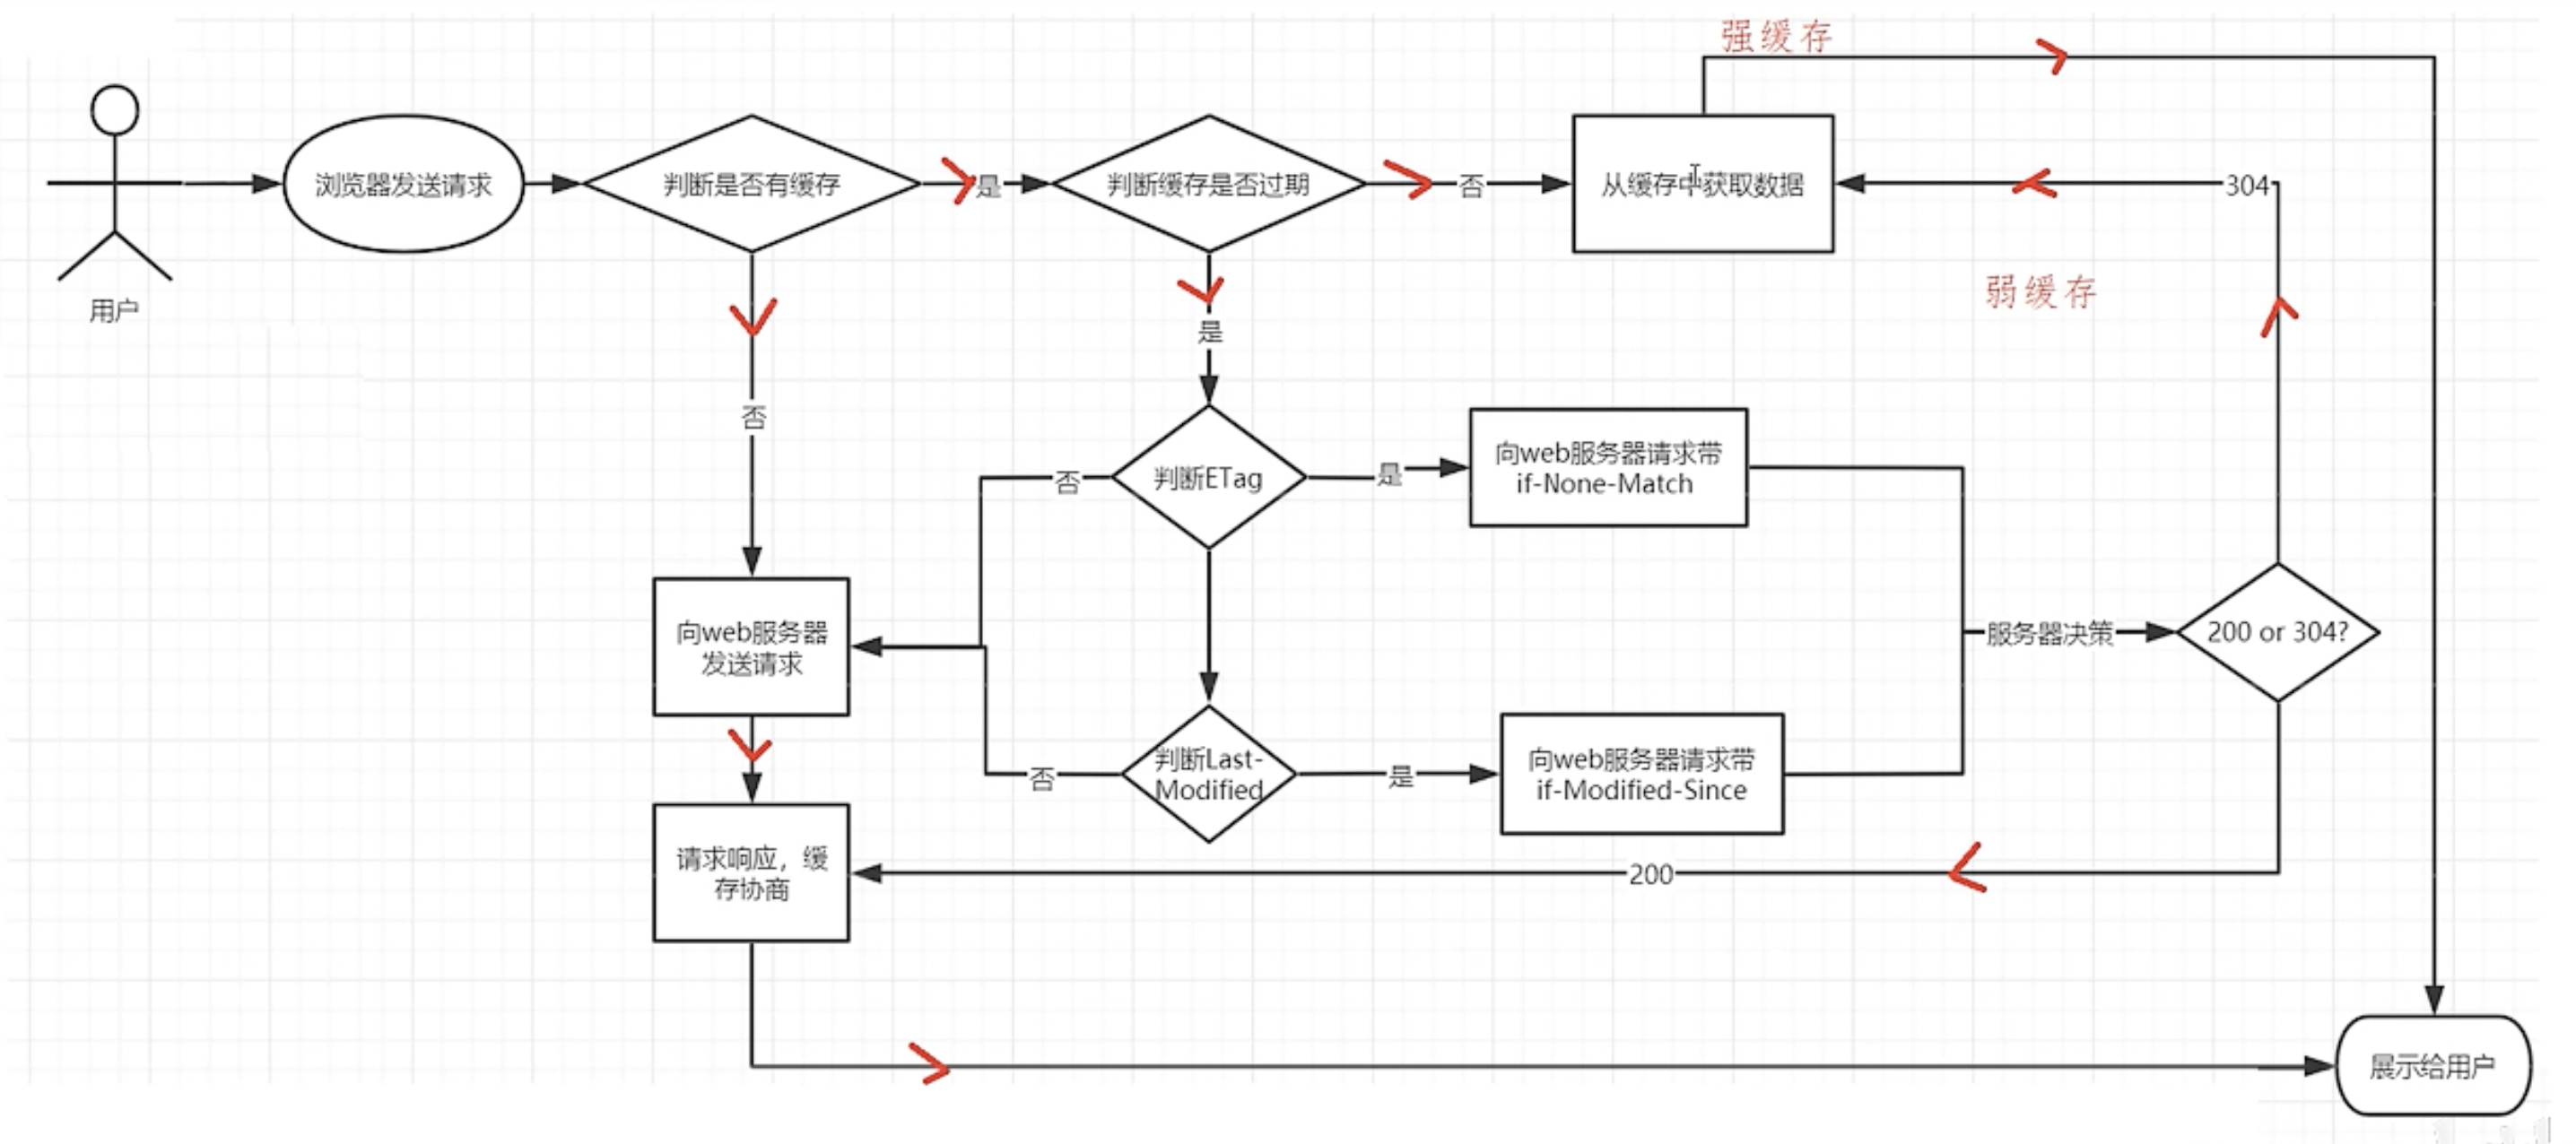 强缓存
浏览器发送请求
判断是否有缓存
是
判断缓存是否过期
否
从缓存中获取数据
304
用户
弱缓存
是
否
否
判断ETag
是
向web服务器请求带
if-None-Match
向web服务器
发送请求
服务器决策
200 or 304?
否
判断Last-
Modified
是
向web服务器请求带
if-Modified-Since
请求响应，缓
存协商
200
展示给用户